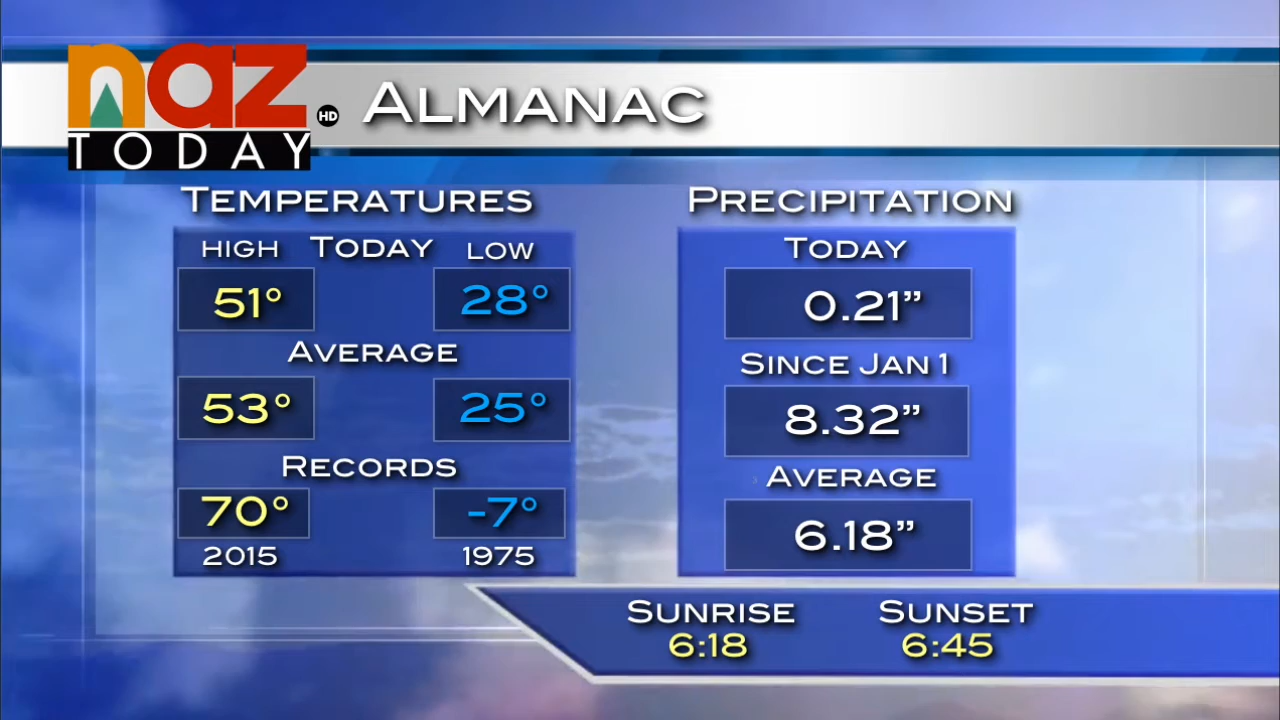 naz
TODAY
HD
ALMANAC
TEMPERATURES
HIGH TODAY LOW
51° 28°
AVERAGE
53° 25°
RECORDS
70° -7°
2015 1975
PRECIPITATION
TODAY
0.21”
SINCE JAN 1
8.32”
AVERAGE
6.18”
SUNRISE SUNSET
6:18 6:45